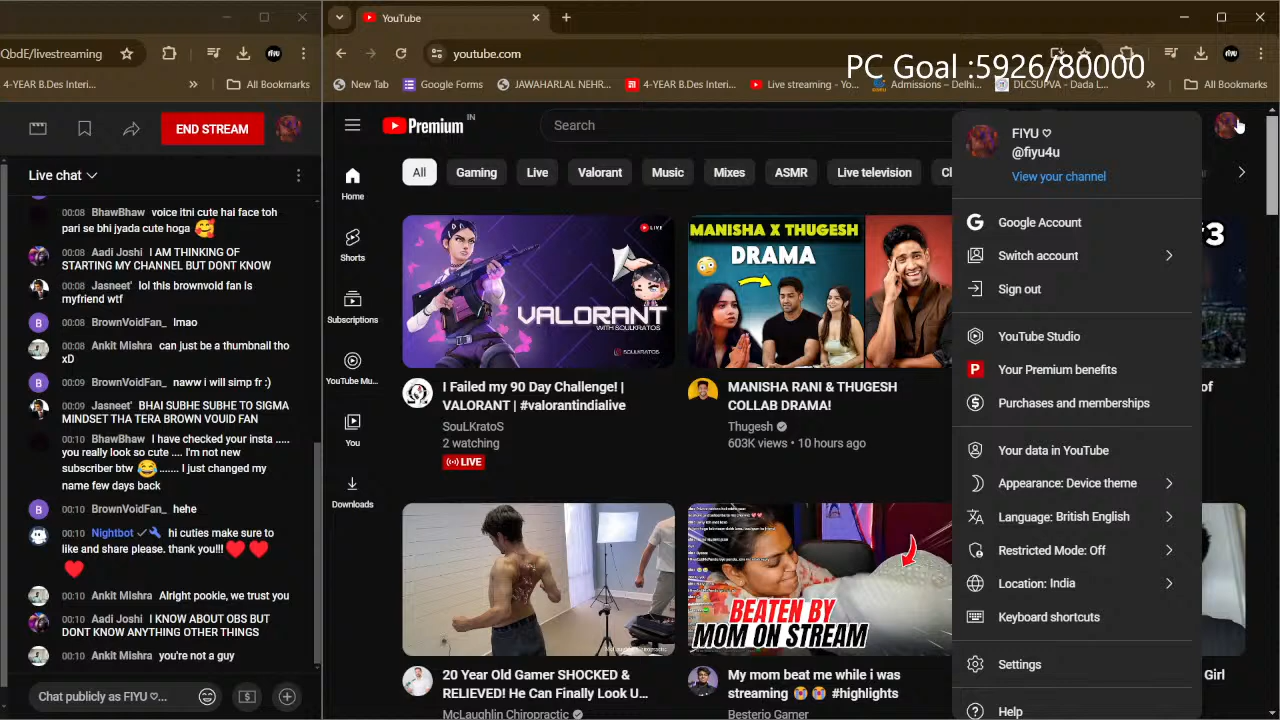 QbdE/livestreaming
FIYU
4-YEAR B.Des Interi...
All Bookmarks
END STREAM
Live chat
00:08 BhawBhaw voice itni cute hai face toh
pari se bhi jyada cute hoga 🥰
00:08 Aadi Joshi I AM THINKING OF
STARTING MY CHANNEL BUT DONT KNOW
00:08 Jasneet' lol this brownvoid fan is
myfriend wtf
00:08 BrownVoidFan_ lmao
00:08 Ankit Mishra can just be a thumbnail tho
xD
00:09 BrownVoidFan_ naww i will simp fr :)
00:09 Jasneet' BHAI SUBHE SUBHE TO SIGMA
MINDSET THA TERA BROWN VOUID FAN
00:10 BhawBhaw I have checked your insta .....
you really look so cute .... I'm not new
subscriber btw 😂 ....... I just changed my
name few days back
00:10 BrownVoidFan_ hehe
00:10 Nightbot hi cuties make sure to
like and share please. thank you!!! ❤️ ❤️
❤️
00:10 Ankit Mishra Alright pookie, we trust you
00:10 Aadi Joshi I KNOW ABOUT OBS BUT
DONT KNOW ANYTHING OTHER THINGS
00:10 Ankit Mishra you're not a guy
Chat publicly as FIYU ♡...
YouTube
youtube.com
PC Goal :5926/80000
New Tab
Google Forms
JAWAHARLAL NEHR...
4-YEAR B.Des Interi...
Live streaming - Yo...
Admissions – Delhi...
DLCSUPVA - Dada L...
All Bookmarks
Premium IN
Search
Home
Shorts
Subscriptions
YouTube Mu...
You
Downloads
All
Gaming
Live
Valorant
Music
Mixes
ASMR
Live television
LIVE
VALORANT
WITH SOULKRATOS
SOULKRATOS
I Failed my 90 Day Challenge! |
VALORANT | #valorantindialive
SouLKratoS
2 watching
LIVE
MANISHA X THUGESH
DRAMA
MANISHA RANI & THUGESH
COLLAB DRAMA!
Thugesh
603K views • 10 hours ago
20 Year Old Gamer SHOCKED &
RELIEVED! He Can Finally Look U...
McLaughlin Chiropractic
BEATEN BY
MOM ON STREAM
My mom beat me while i was
streaming 😭 😭 #highlights
Besterio Gamer
3
of
Girl
FIYU ♡
@fiyu4u
View your channel
Google Account
Switch account
Sign out
YouTube Studio
Your Premium benefits
Purchases and memberships
Your data in YouTube
Appearance: Device theme
Language: British English
Restricted Mode: Off
Location: India
Keyboard shortcuts
Settings
Help